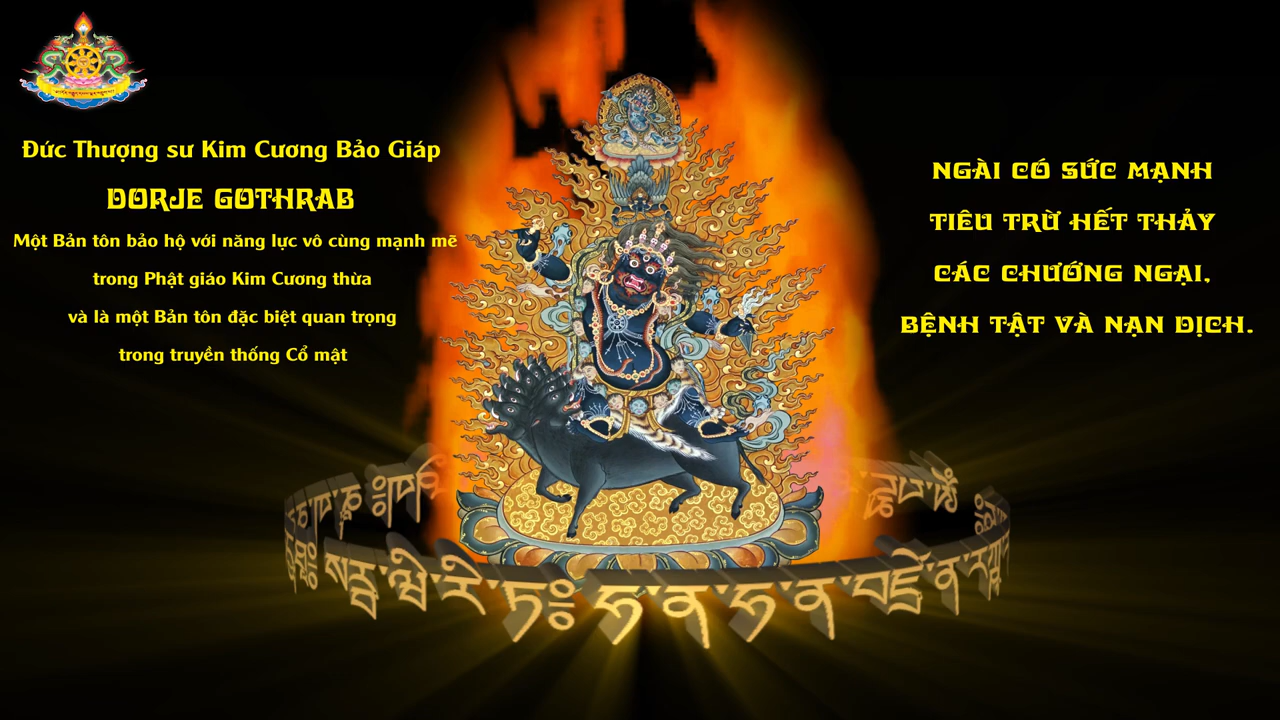 Đức Thượng sư Kim Cương Bảo Giáp
DORJE GOTHRAB
Một Bản tôn bảo hộ với năng lực vô cùng mạnh mẽ
trong Phật giáo Kim Cương thừa
và là một Bản tôn đặc biệt quan trọng
trong truyền thống Cổ mật
NGÀI CÓ SỨC MẠNH
TIÊU TRỪ HẾT THẢY
CÁC CHƯỚNG NGẠI,
BỆNH TẬT VÀ NẠN DỊCH.
ཏཿ ཧ་ན་ཧ་ན་བཛྲེ་ན་